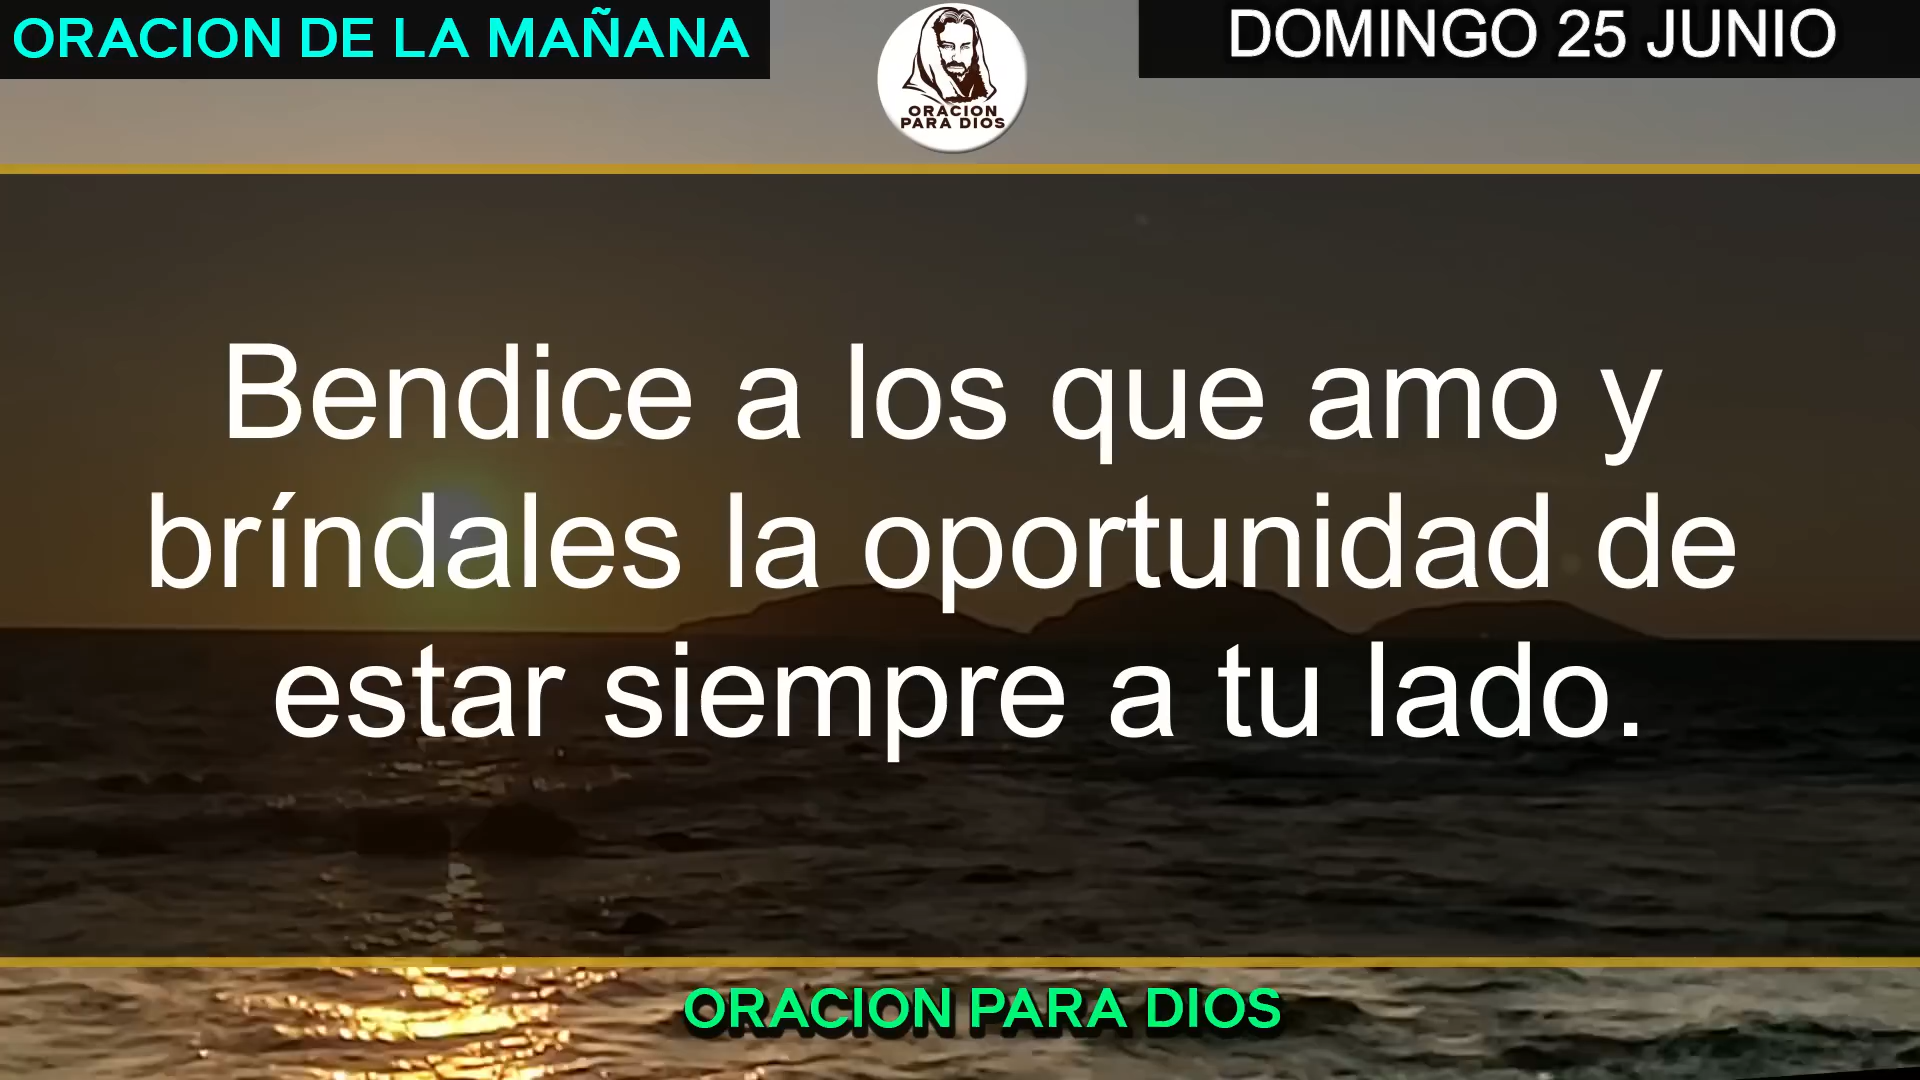 ORACION DE LA MAÑANA
ORACION
PARA DIOS
DOMINGO 25 JUNIO
Bendice a los que amo y
bríndales la oportunidad de
estar siempre a tu lado.
ORACION PARA DIOS